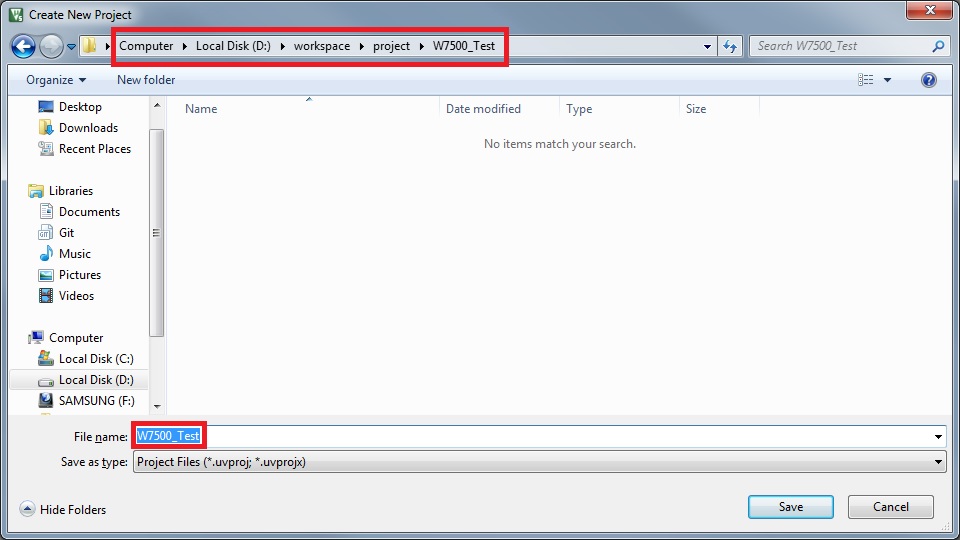 Create New Project
Computer Local Disk (D:) workspace project W7500_Test
Search W7500_Test
Organize New folder
Desktop
Downloads
Recent Places
Libraries
Documents
Git
Music
Pictures
Videos
Computer
Local Disk (C:)
Local Disk (D:)
SAMSUNG (F:)
Name Date modified Type Size
No items match your search.
File name: W7500_Test
Save as type: Project Files (*.uvproj; *.uvprojx)
Hide Folders Save Cancel